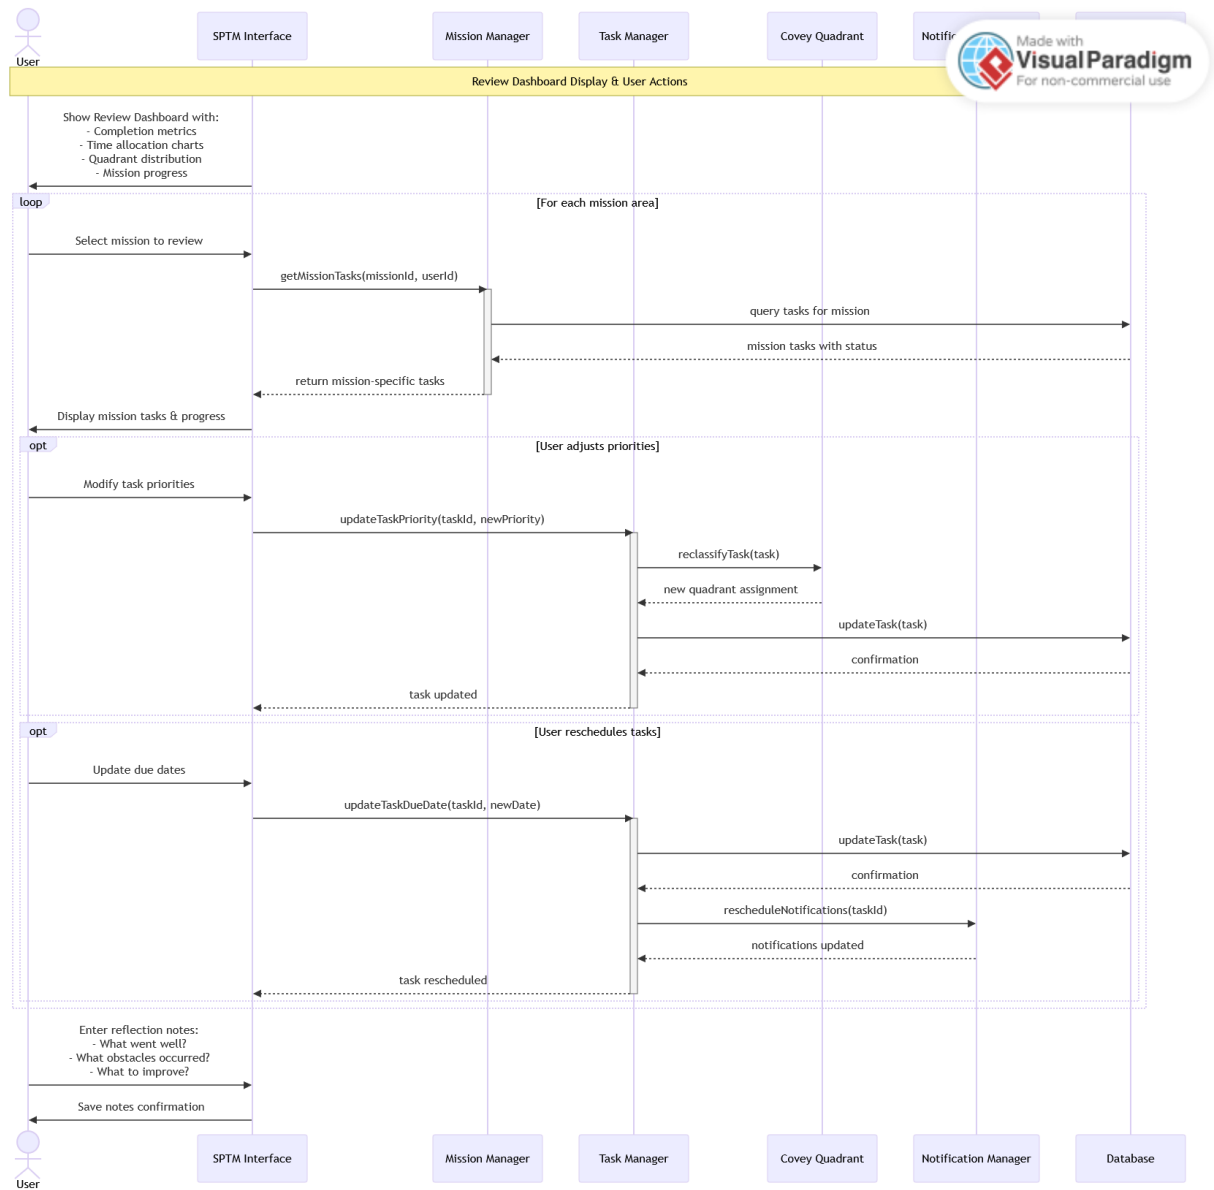 SPTM Interface
Mission Manager
Task Manager
Covey Quadrant
Made with
Visual Paradigm
For non-commercial use
User
Review Dashboard Display & User Actions
Show Review Dashboard with:
- Completion metrics
- Time allocation charts
- Quadrant distribution
- Mission progress
loop
[For each mission area]
Select mission to review
getMissionTasks(missionId, userId)
query tasks for mission
mission tasks with status
return mission-specific tasks
Display mission tasks & progress
opt
[User adjusts priorities]
Modify task priorities
updateTaskPriority(taskId, newPriority)
reclassifyTask(task)
new quadrant assignment
updateTask(task)
confirmation
task updated
opt
[User reschedules tasks]
Update due dates
updateTaskDueDate(taskId, newDate)
updateTask(task)
confirmation
rescheduleNotifications(taskId)
notifications updated
task rescheduled
Enter reflection notes:
- What went well?
- What obstacles occurred?
- What to improve?
Save notes confirmation
SPTM Interface
Mission Manager
Task Manager
Covey Quadrant
Notification Manager
Database
User